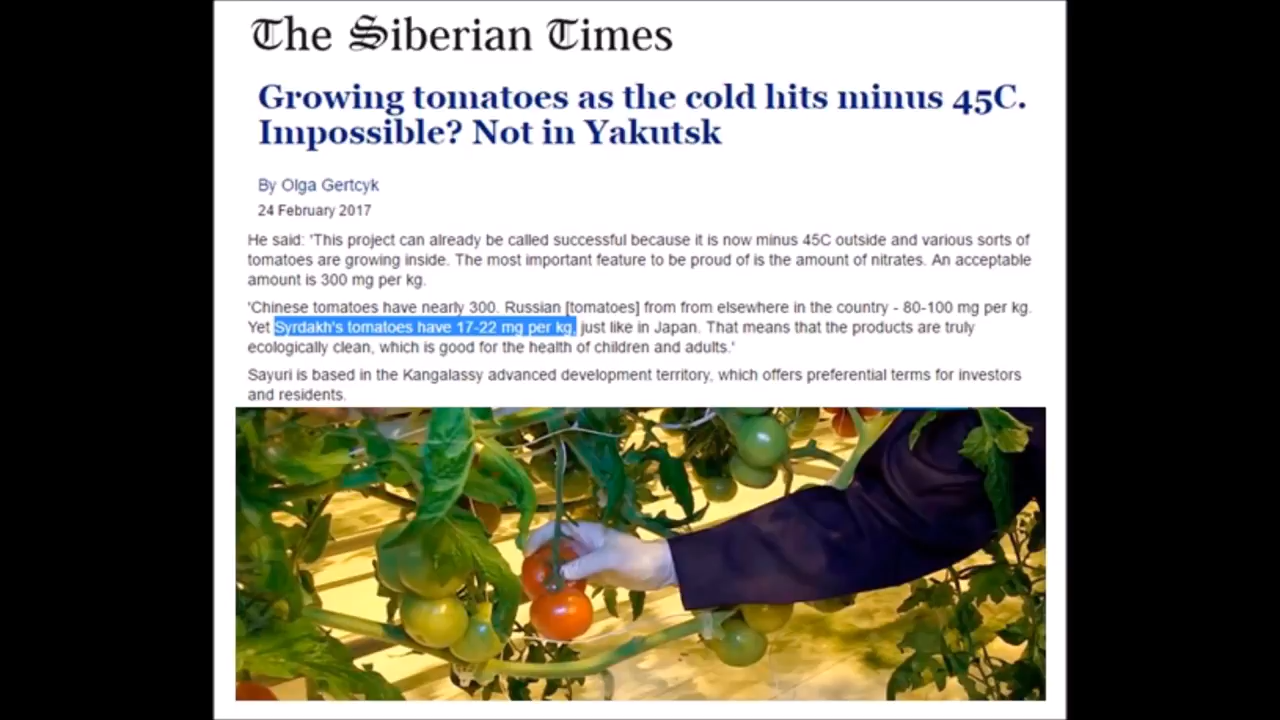 The Siberian Times
Growing tomatoes as the cold hits minus 45C.
Impossible? Not in Yakutsk
By Olga Gertcyk
24 February 2017
He said: 'This project can already be called successful because it is now minus 45C outside and various sorts of
tomatoes are growing inside. The most important feature to be proud of is the amount of nitrates. An acceptable
amount is 300 mg per kg.
'Chinese tomatoes have nearly 300. Russian [tomatoes] from from elsewhere in the country - 80-100 mg per kg.
Yet Syrdakh's tomatoes have 17-22 mg per kg, just like in Japan. That means that the products are truly
ecologically clean, which is good for the health of children and adults.'
Sayuri is based in the Kangalassy advanced development territory, which offers preferential terms for investors
and residents.